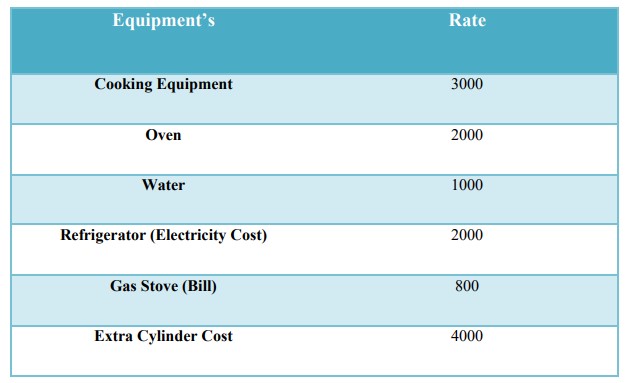 Equipment’s Rate
Cooking Equipment 3000
Oven 2000
Water 1000
Refrigerator (Electricity Cost) 2000
Gas Stove (Bill) 800
Extra Cylinder Cost 4000